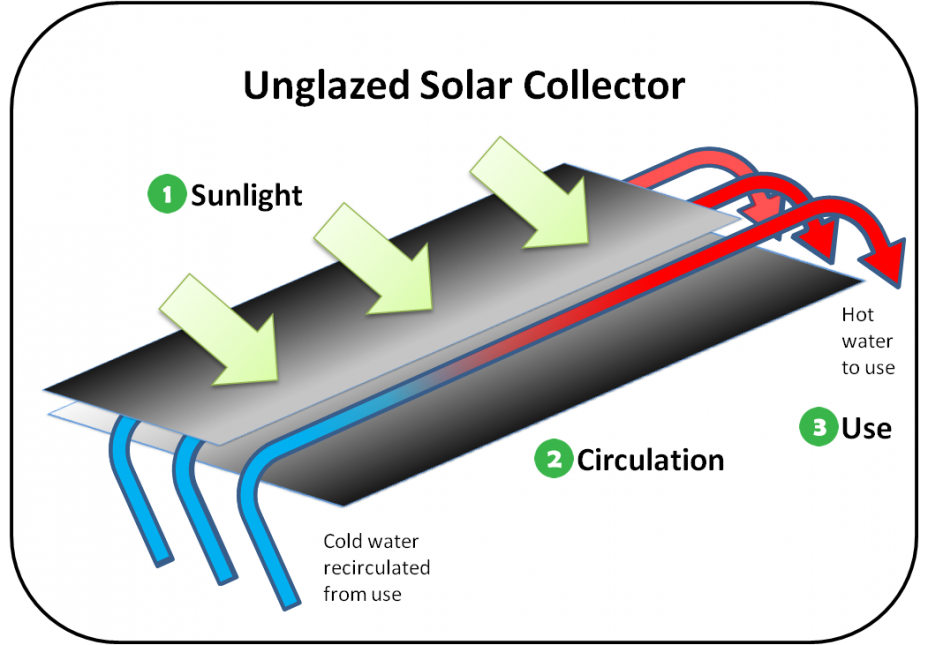 Unglazed Solar Collector
1 Sunlight
Hot
water
to use
3 Use
2 Circulation
Cold water
recirculated
from use